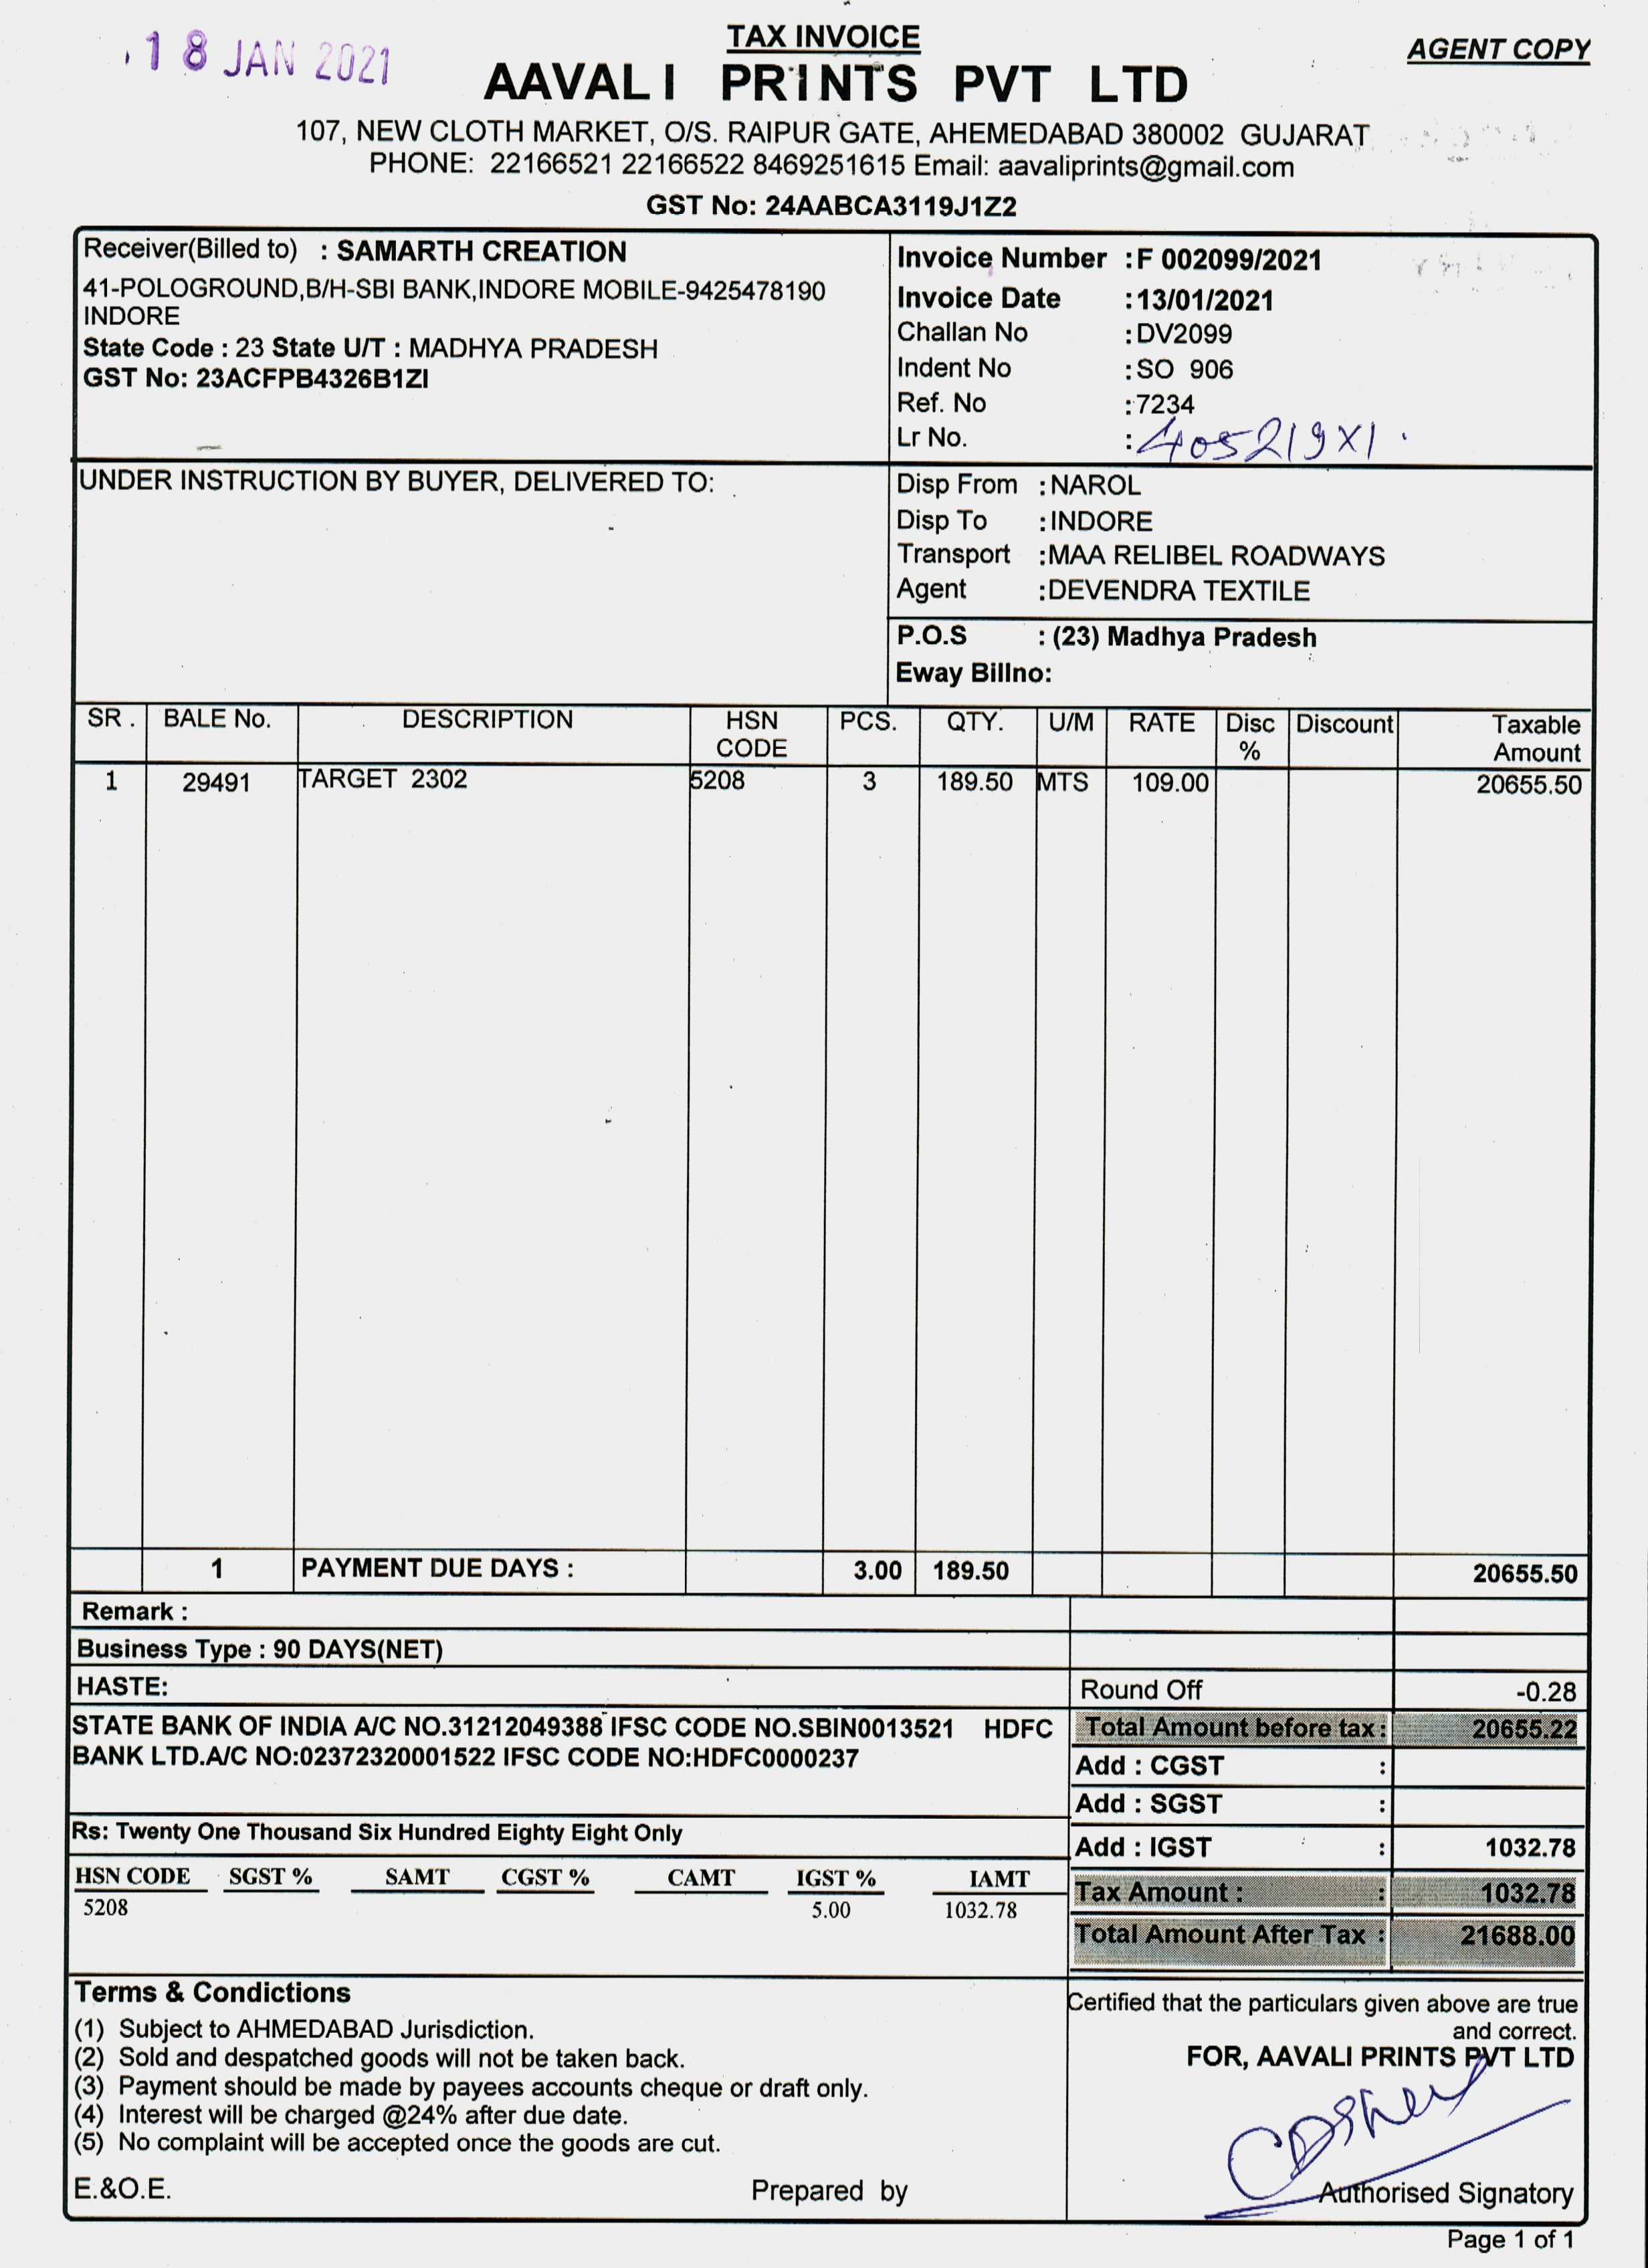 18 JAN 2021
TAX INVOICE
AGENT COPY
AAVALI PRINTS PVT LTD
107, NEW CLOTH MARKET, O/S. RAIPUR GATE, AHEMEDABAD 380002 GUJARAT
PHONE: 22166521 22166522 8469251615 Email: aavaliprints@gmail.com
GST No: 24AABCA3119J1Z2
Receiver(Billed to) : SAMARTH CREATION
41-POLOGROUND,B/H-SBI BANK,INDORE MOBILE-9425478190
INDORE
State Code : 23 State U/T : MADHYA PRADESH
GST No: 23ACFPB4326B1ZI
Invoice Number : F 002099/2021
Invoice Date : 13/01/2021
Challan No : DV2099
Indent No : SO 906
Ref. No : 7234
Lr No. : 405219X1
UNDER INSTRUCTION BY BUYER, DELIVERED TO:
Disp From : NAROL
Disp To : INDORE
Transport : MAA RELIBEL ROADWAYS
Agent : DEVENDRA TEXTILE
P.O.S : (23) Madhya Pradesh
Eway Billno:
SR. BALE No. DESCRIPTION HSN CODE PCS. QTY. U/M RATE Disc % Discount Taxable Amount
1 29491 TARGET 2302 5208 3 189.50 MTS 109.00 20655.50
1 PAYMENT DUE DAYS : 3.00 189.50 20655.50
Remark :
Business Type : 90 DAYS(NET)
HASTE:
Round Off -0.28
STATE BANK OF INDIA A/C NO.31212049388 IFSC CODE NO.SBIN0013521 HDFC
BANK LTD.A/C NO:02372320001522 IFSC CODE NO:HDFC0000237
Total Amount before tax : 20655.22
Add : CGST :
Add : SGST :
Rs: Twenty One Thousand Six Hundred Eighty Eight Only
Add : IGST : 1032.78
HSN CODE SGST % SAMT CGST % CAMT IGST % IAMT
5208 5.00 1032.78
Tax Amount : : 1032.78
Total Amount After Tax : 21688.00
Terms & Condictions
(1) Subject to AHMEDABAD Jurisdiction.
(2) Sold and despatched goods will not be taken back.
(3) Payment should be made by payees accounts cheque or draft only.
(4) Interest will be charged @24% after due date.
(5) No complaint will be accepted once the goods are cut.
E.&O.E.
Prepared by
Certified that the particulars given above are true
and correct.
FOR, AAVALI PRINTS PVT LTD
Authorised Signatory
Page 1 of 1